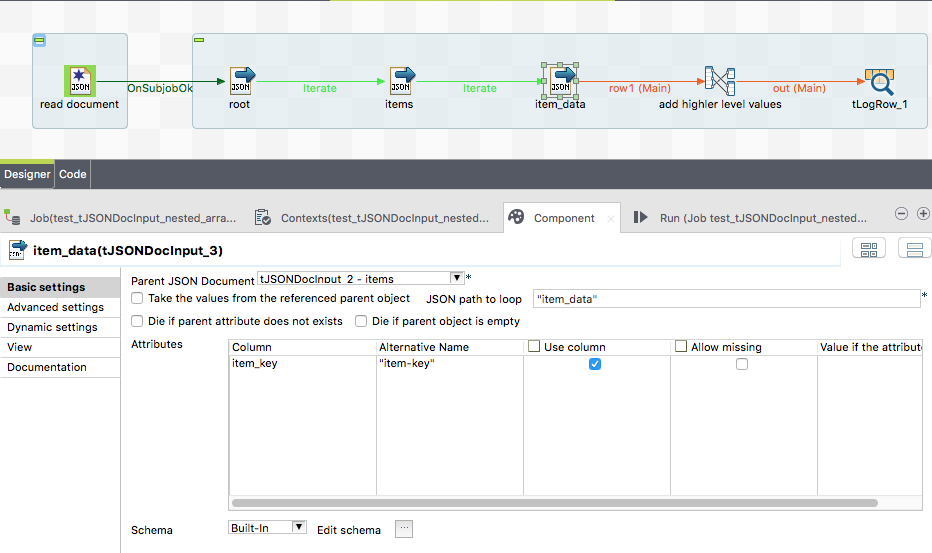 JSON
JSON
JSON
JSON
OnSubjobOk
Iterate
Iterate
row1 (Main)
out (Main)
read document
root
items
item_data
add highler level values
tLogRow_1
Designer
Code
Job(test_tJSONDocInput_nested_arra...
Contexts(test_tJSONDocInput_nested...
Component
Run (Job test_tJSONDocInput_nested...
item_data(tJSONDocInput_3)
Basic settings
Advanced settings
Dynamic settings
View
Documentation
Parent JSON Document tJSONDocInput_2 - items *
Take the values from the referenced parent object JSON path to loop "item_data" *
Die if parent attribute does not exists Die if parent object is empty
Attributes
Column Alternative Name Use column Allow missing Value if the attribut
item_key "item-key"
Schema Built-In Edit schema ...